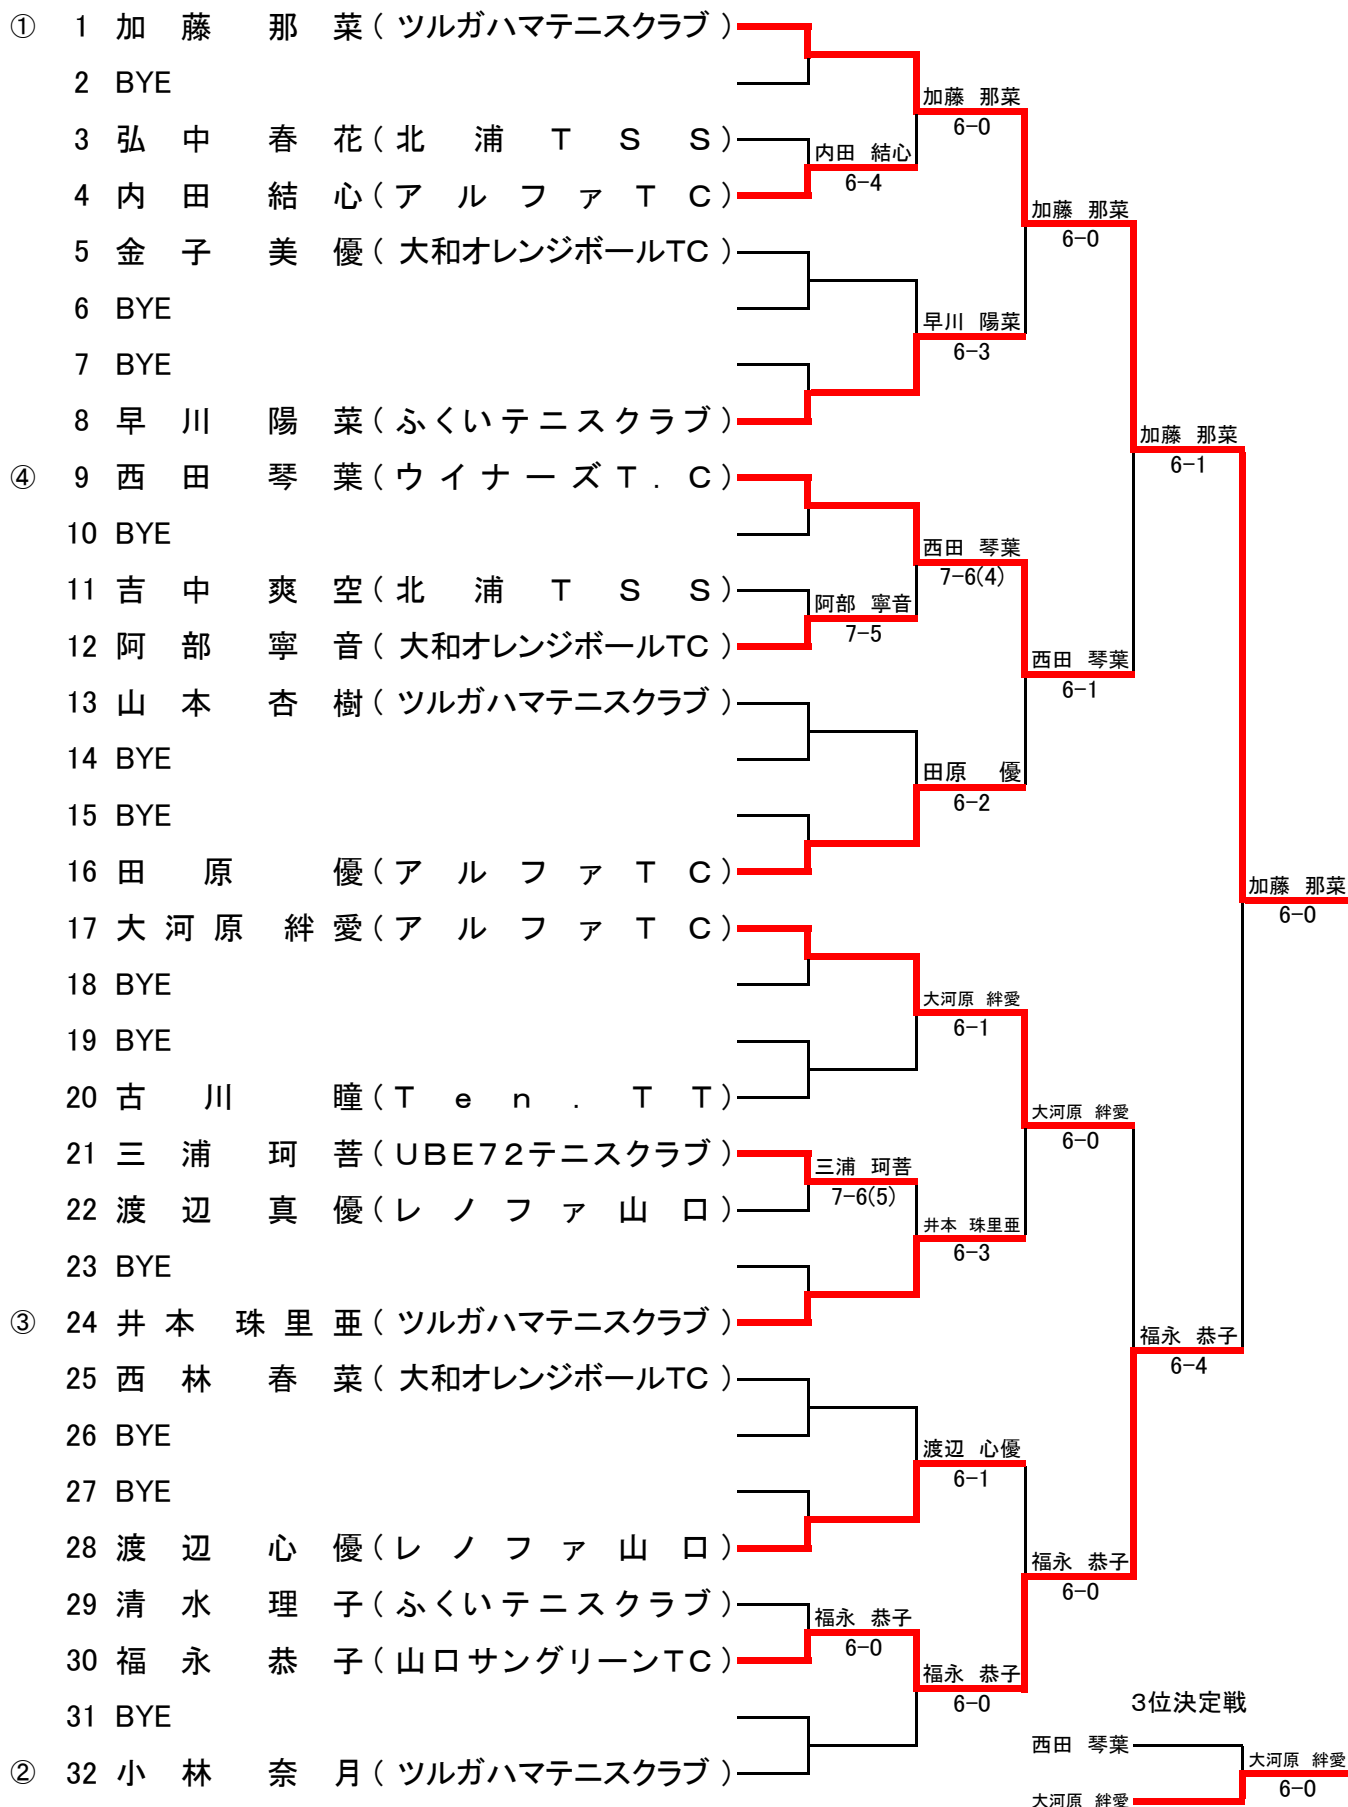 ① 1 加藤 那菜 ( ツルガハマテニスクラブ )
2 BYE
加藤 那菜
6-0
3 弘中 春花 ( 北浦TSS )
内田 結心
6-4
4 内田 結心 ( アルファTC )
加藤 那菜
6-0
5 金子 美優 ( 大和オレンジボールTC )
6 BYE
早川 陽菜
6-3
7 BYE
8 早川 陽菜 ( ふくいテニスクラブ )
加藤 那菜
6-1
④ 9 西田 琴葉 ( ウイナーズT.C )
10 BYE
西田 琴葉
7-6(4)
11 吉中 爽空 ( 北浦TSS )
阿部 寧音
7-5
12 阿部 寧音 ( 大和オレンジボールTC )
西田 琴葉
6-1
13 山本 杏樹 ( ツルガハマテニスクラブ )
14 BYE
田原 優
6-2
15 BYE
16 田原 優 ( アルファTC )
加藤 那菜
6-0
17 大河原 絆愛 ( アルファTC )
18 BYE
大河原 絆愛
6-1
19 BYE
20 古川 瞳 ( Ten.TT )
大河原 絆愛
6-0
21 三浦 珂菩 ( UBE72テニスクラブ )
三浦 珂菩
7-6(5)
22 渡辺 真優 ( レノファ山口 )
井本 珠里亜
6-3
23 BYE
③ 24 井本 珠里亜 ( ツルガハマテニスクラブ )
福永 恭子
6-4
25 西林 春菜 ( 大和オレンジボールTC )
26 BYE
渡辺 心優
6-1
27 BYE
28 渡辺 心優 ( レノファ山口 )
福永 恭子
6-0
29 清水 理子 ( ふくいテニスクラブ )
福永 恭子
6-0
30 福永 恭子 ( 山口サングリーンTC )
福永 恭子
6-0
31 BYE
② 32 小林 奈月 ( ツルガハマテニスクラブ )
3位決定戦
西田 琴葉
大河原 絆愛
6-0
大河原 絆愛